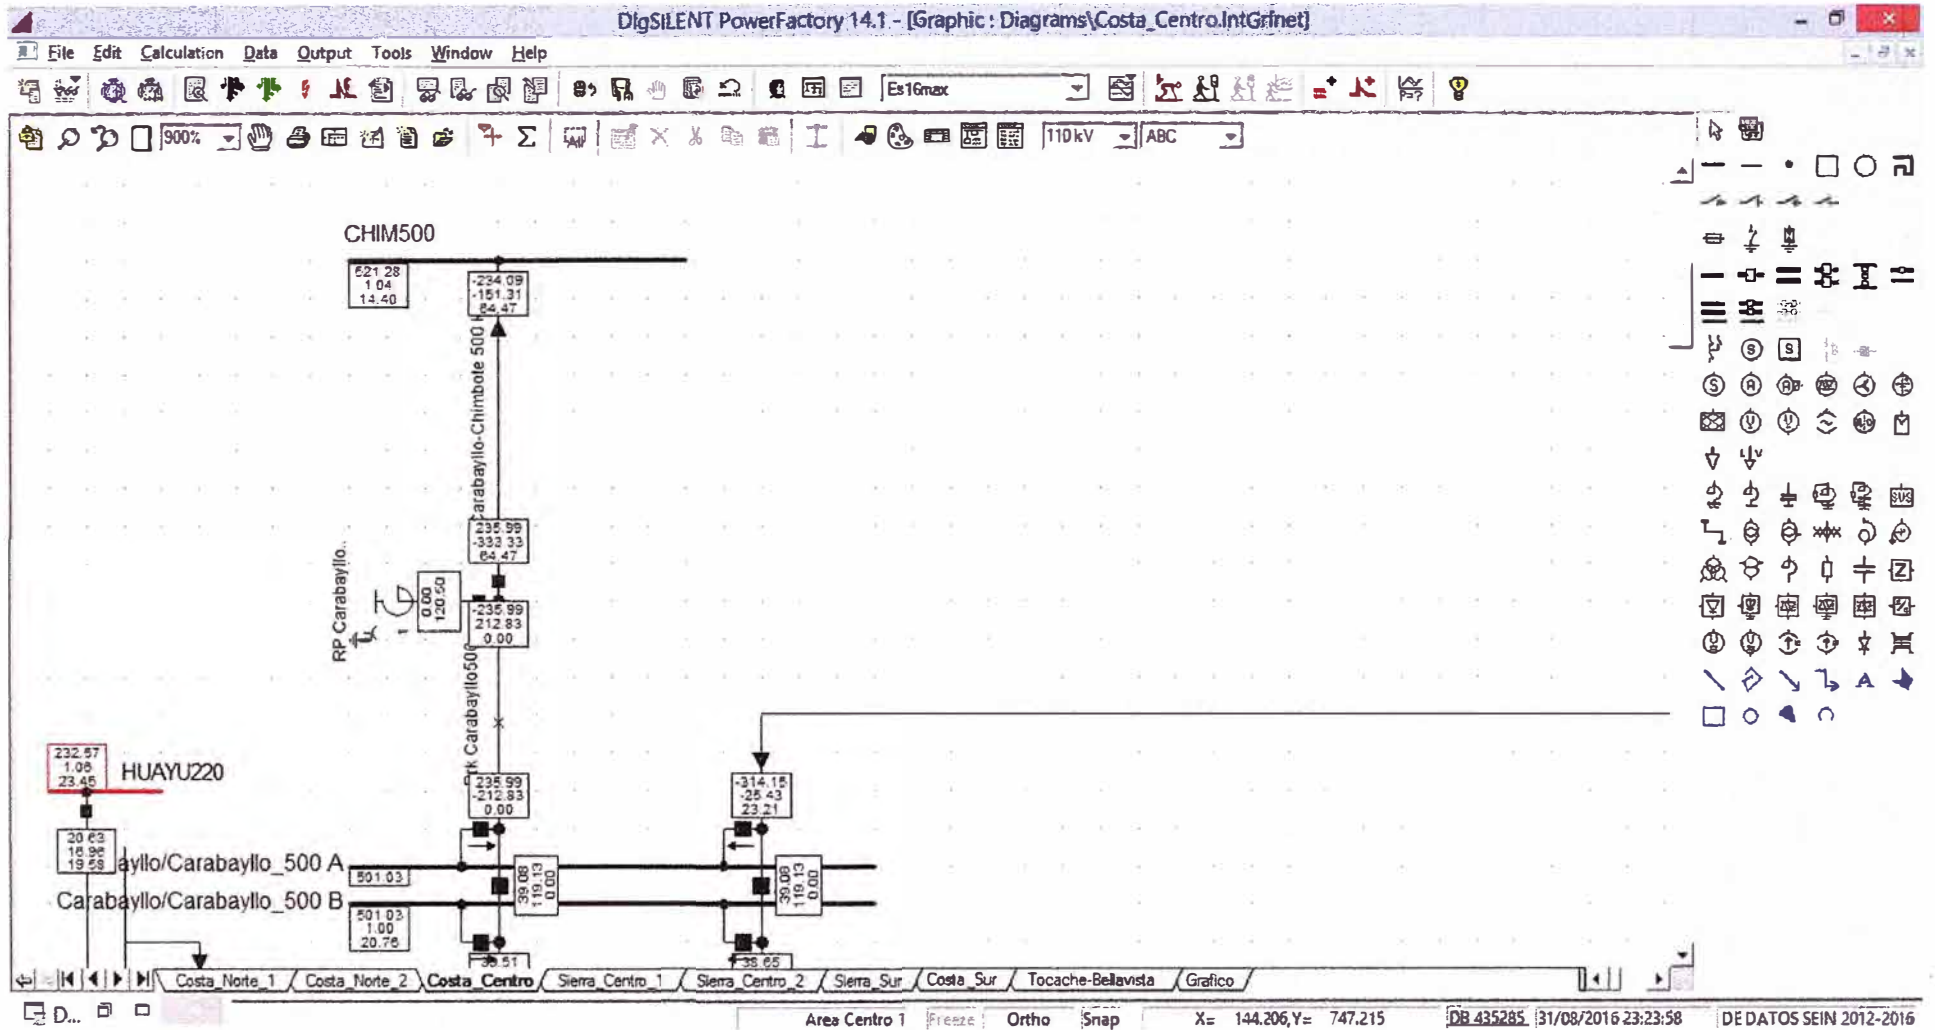 DIgSILENT PowerFactory 14.1 - [Graphic : Diagrams\Costa_Centro.IntGrfnet]
File Edit Calculation Data Output Tools Window Help
Es16max
900%
110 kV
ABC
CHIM500
521.28
1.04
14.40
-234.09
-151.31
64.47
Carabayllo-Chimbote 500
235.99
-333.33
64.47
RP Carabayllo..
0.00
120.50
1
-235.99
212.83
0.00
Carabayllo500
235.99
-212.83
0.00
232.57
1.06
23.45
HUAYU220
-314.15
-25.43
23.21
20.63
16.96
19.59
ayllo/Carabayllo_500 A
501.03
39.08
119.13
0.00
39.08
119.13
0.00
Carabayllo/Carabayllo_500 B
501.03
1.00
20.76
38.65
Costa_Norte_1 Costa_Norte_2 Costa_Centro Sierra_Centro_1 Sierra_Centro_2 Sierra_Sur Costa_Sur Tocache-Bellavista Grafico
D...
Area Centro 1 Freeze Ortho Snap X= 144.206,Y= 747.215 DB 435285 31/08/2016 23:23:58 DE DATOS SEIN 2012-2016